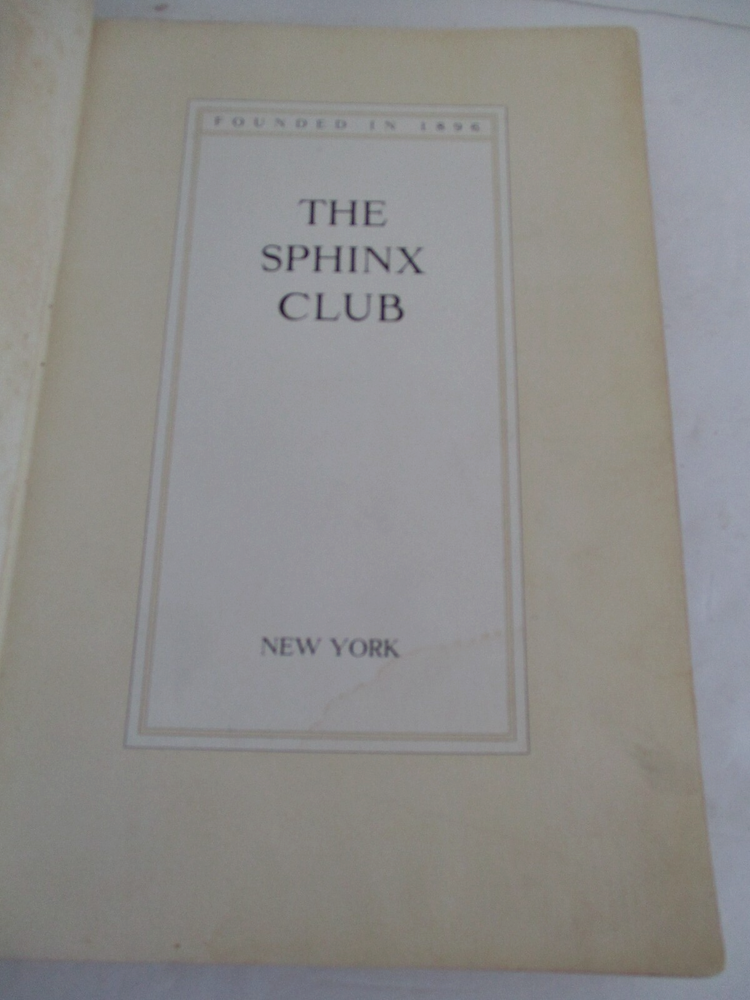 FOUNDED IN 1896
THE
SPHINX
CLUB
NEW YORK